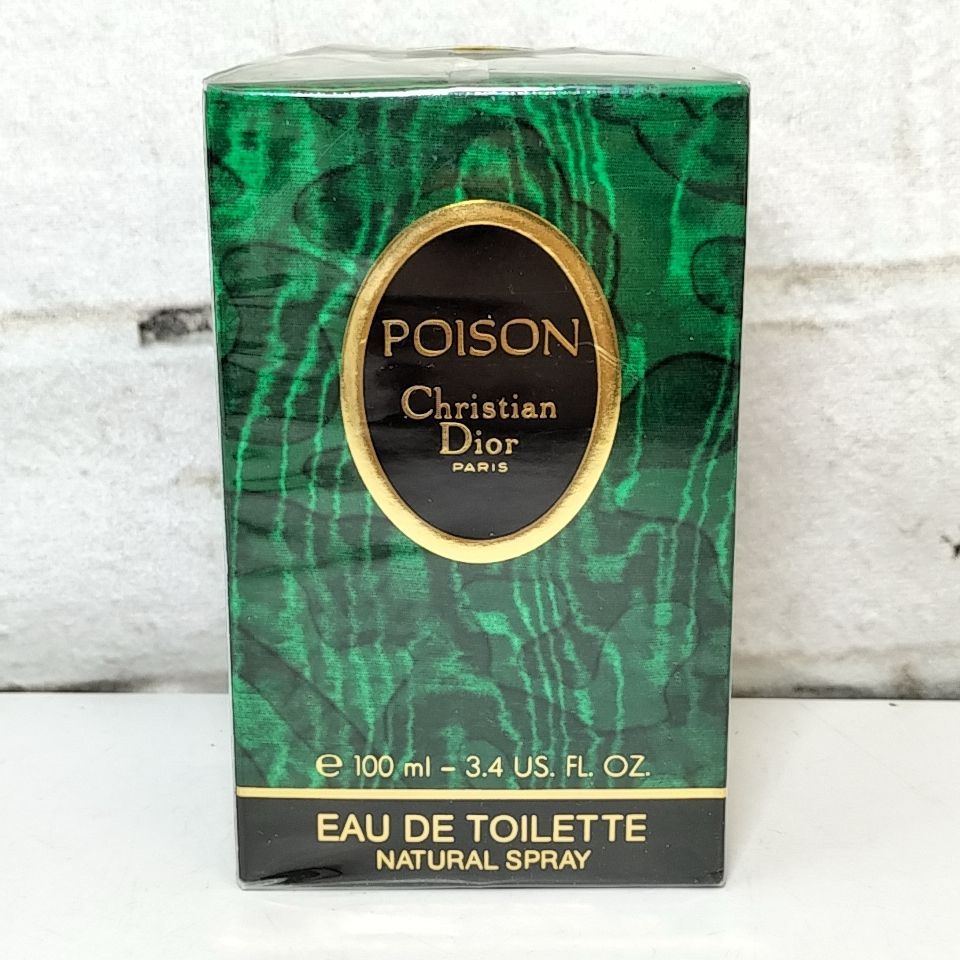 POISON
Christian
Dior
PARIS
℮ 100 ml – 3.4 US. FL. OZ.
EAU DE TOILETTE
NATURAL SPRAY